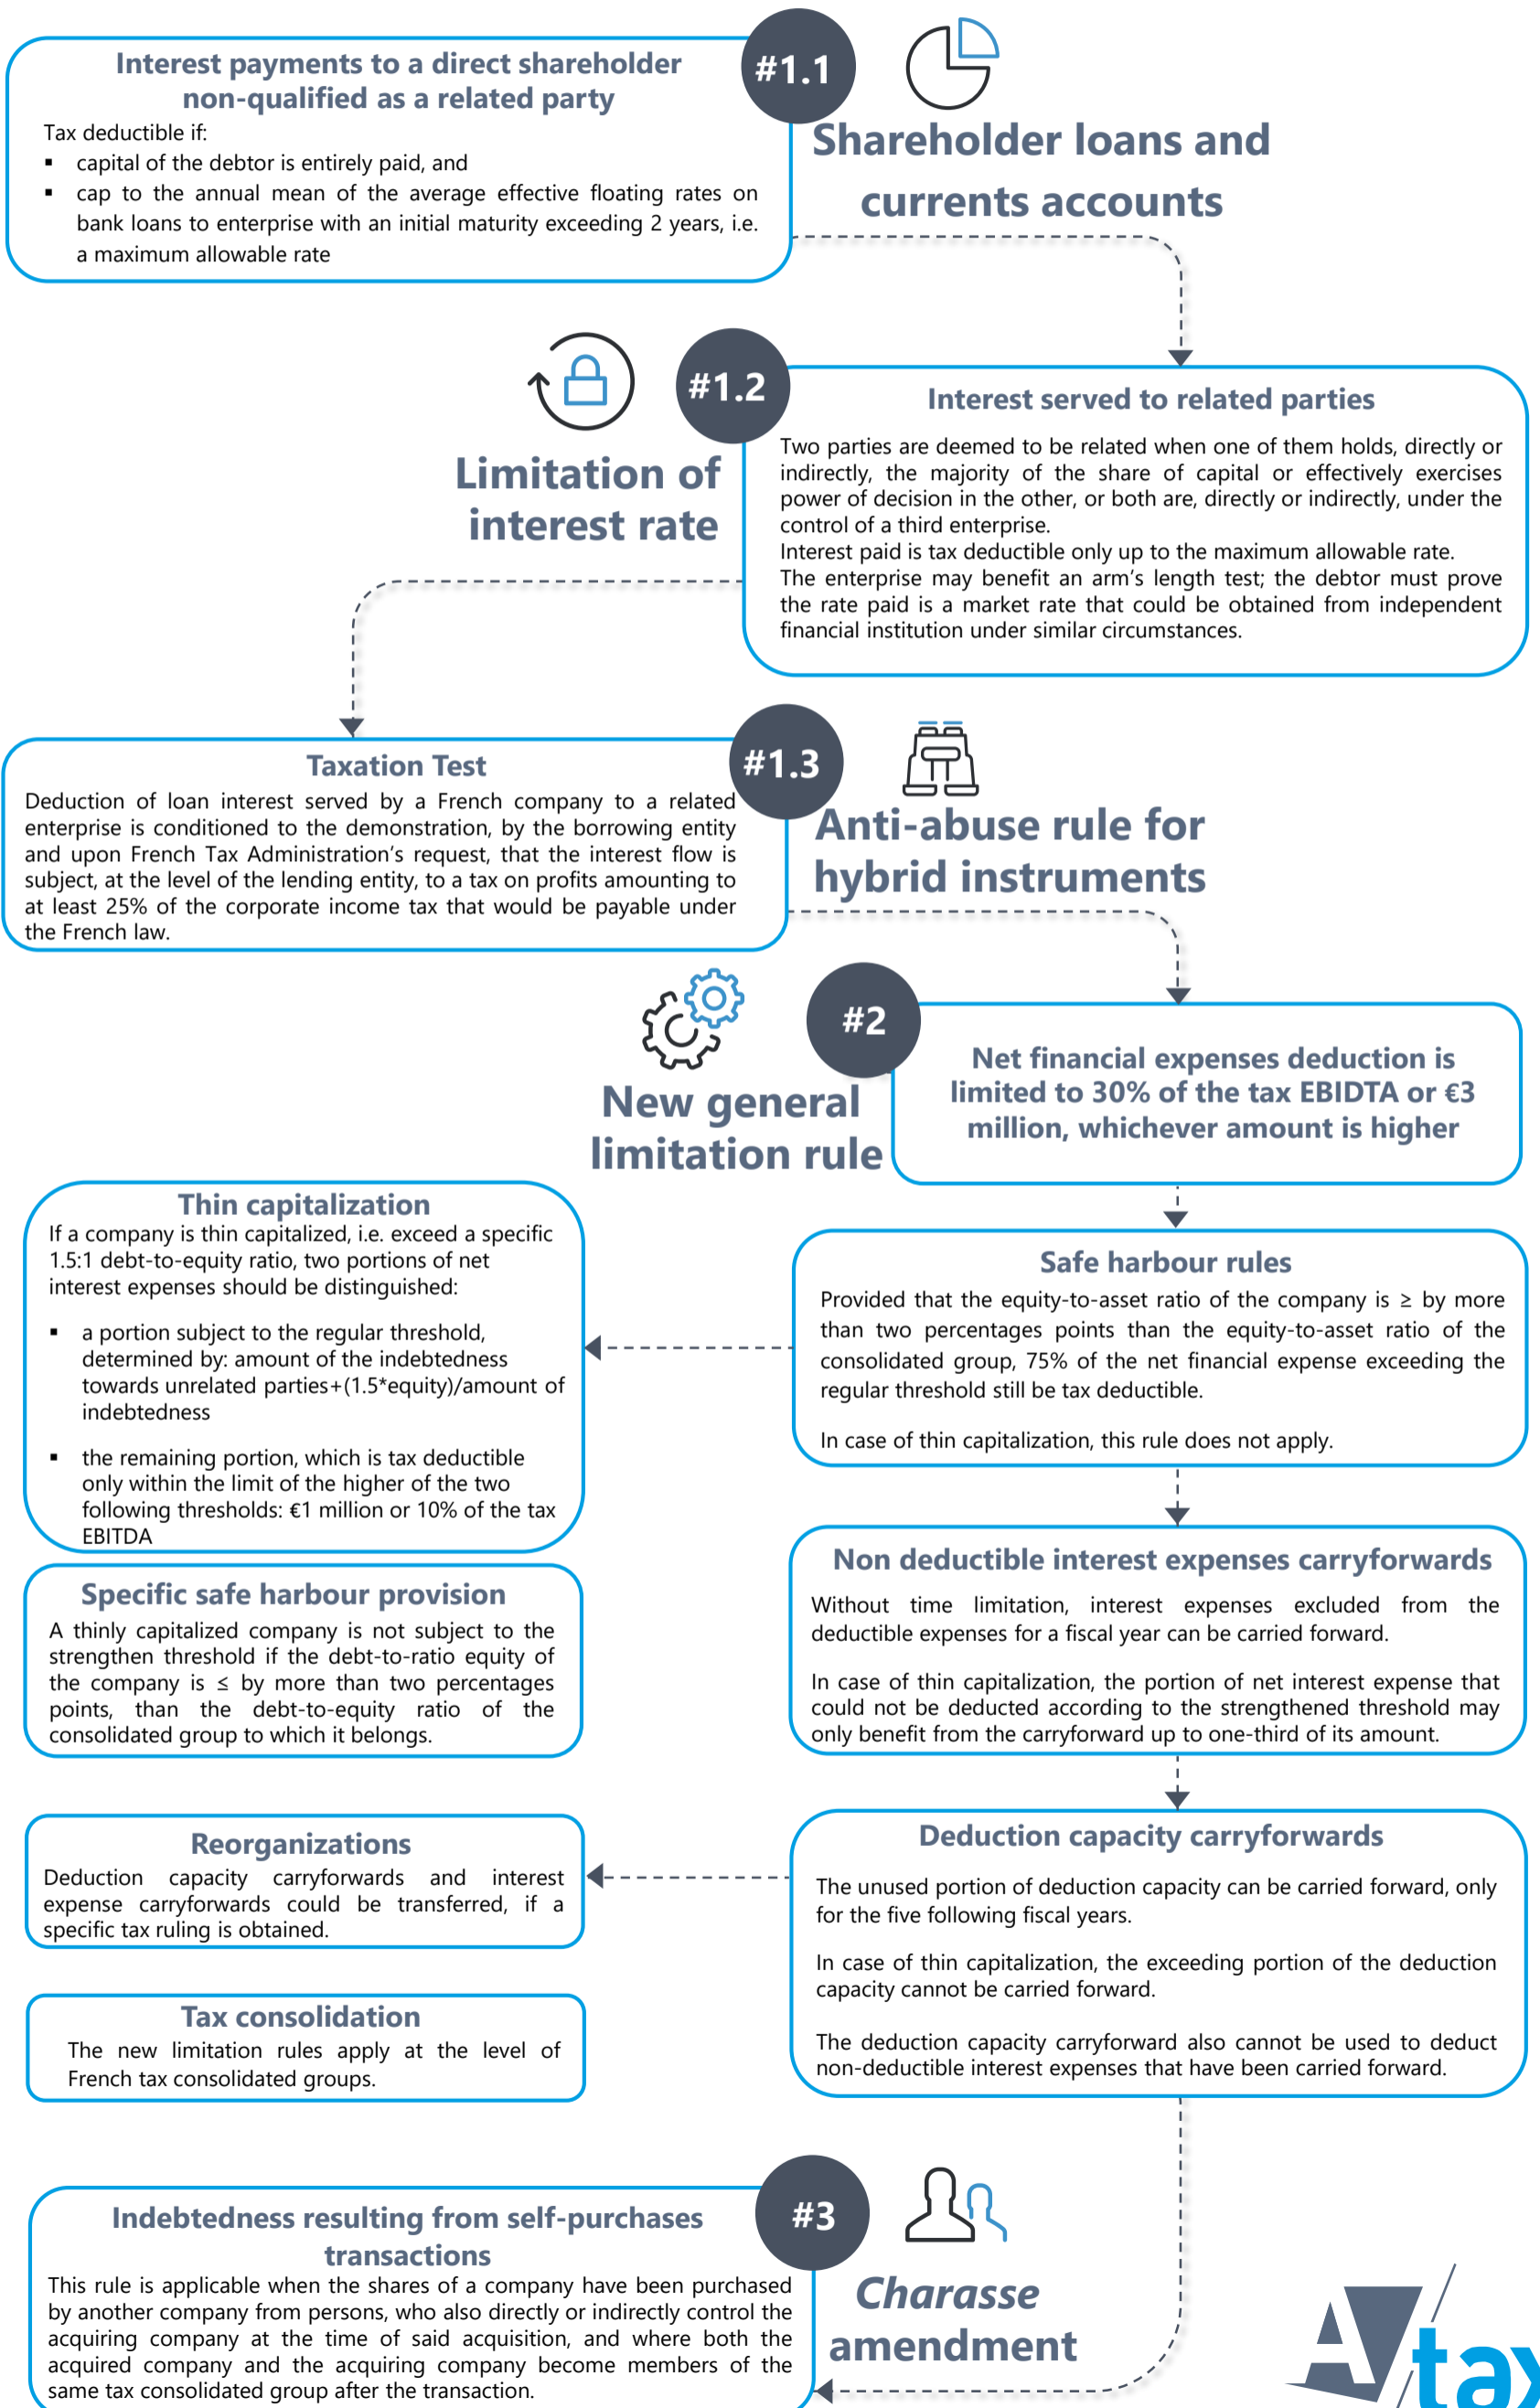 #1.1
Interest payments to a direct shareholder
non-qualified as a related party
Tax deductible if:
▪ capital of the debtor is entirely paid, and
▪ cap to the annual mean of the average effective floating rates on
bank loans to enterprise with an initial maturity exceeding 2 years, i.e.
a maximum allowable rate
Shareholder loans and
currents accounts
#1.2
Limitation of
interest rate
Interest served to related parties
Two parties are deemed to be related when one of them holds, directly or
indirectly, the majority of the share of capital or effectively exercises
power of decision in the other, or both are, directly or indirectly, under the
control of a third enterprise.
Interest paid is tax deductible only up to the maximum allowable rate.
The enterprise may benefit an arm's length test; the debtor must prove
the rate paid is a market rate that could be obtained from independent
financial institution under similar circumstances.
#1.3
Taxation Test
Deduction of loan interest served by a French company to a related
enterprise is conditioned to the demonstration, by the borrowing entity
and upon French Tax Administration's request, that the interest flow is
subject, at the level of the lending entity, to a tax on profits amounting to
at least 25% of the corporate income tax that would be payable under
the French law.
Anti-abuse rule for
hybrid instruments
#2
New general
limitation rule
Net financial expenses deduction is
limited to 30% of the tax EBIDTA or €3
million, whichever amount is higher
Thin capitalization
If a company is thin capitalized, i.e. exceed a specific
1.5:1 debt-to-equity ratio, two portions of net
interest expenses should be distinguished:
▪ a portion subject to the regular threshold,
determined by: amount of the indebtedness
towards unrelated parties+(1.5*equity)/amount of
indebtedness
▪ the remaining portion, which is tax deductible
only within the limit of the higher of the two
following thresholds: €1 million or 10% of the tax
EBITDA
Safe harbour rules
Provided that the equity-to-asset ratio of the company is ≥ by more
than two percentages points than the equity-to-asset ratio of the
consolidated group, 75% of the net financial expense exceeding the
regular threshold still be tax deductible.
In case of thin capitalization, this rule does not apply.
Specific safe harbour provision
A thinly capitalized company is not subject to the
strengthen threshold if the debt-to-ratio equity of
the company is ≤ by more than two percentages
points, than the debt-to-equity ratio of the
consolidated group to which it belongs.
Non deductible interest expenses carryforwards
Without time limitation, interest expenses excluded from the
deductible expenses for a fiscal year can be carried forward.
In case of thin capitalization, the portion of net interest expense that
could not be deducted according to the strengthened threshold may
only benefit from the carryforward up to one-third of its amount.
Reorganizations
Deduction capacity carryforwards and interest
expense carryforwards could be transferred, if a
specific tax ruling is obtained.
Deduction capacity carryforwards
The unused portion of deduction capacity can be carried forward, only
for the five following fiscal years.
In case of thin capitalization, the exceeding portion of the deduction
capacity cannot be carried forward.
The deduction capacity carryforward also cannot be used to deduct
non-deductible interest expenses that have been carried forward.
Tax consolidation
The new limitation rules apply at the level of
French tax consolidated groups.
#3
Indebtedness resulting from self-purchases
transactions
This rule is applicable when the shares of a company have been purchased
by another company from persons, who also directly or indirectly control the
acquiring company at the time of said acquisition, and where both the
acquired company and the acquiring company become members of the
same tax consolidated group after the transaction.
Charasse
amendment
A/tax